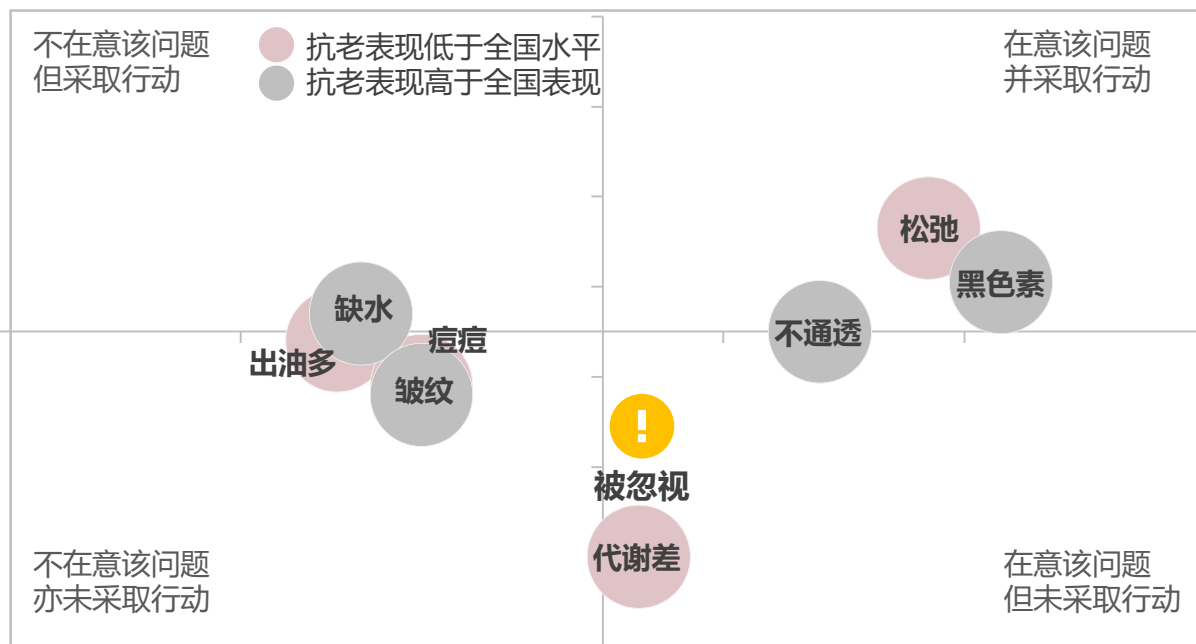 不在意该问题
但采取行动
抗老表现低于全国水平
抗老表现高于全国表现
在意该问题
并采取行动
松弛
黑色素
缺水
不通透
痘痘
出油多
皱纹
!
被忽视
代谢差
不在意该问题
亦未采取行动
在意该问题
但未采取行动